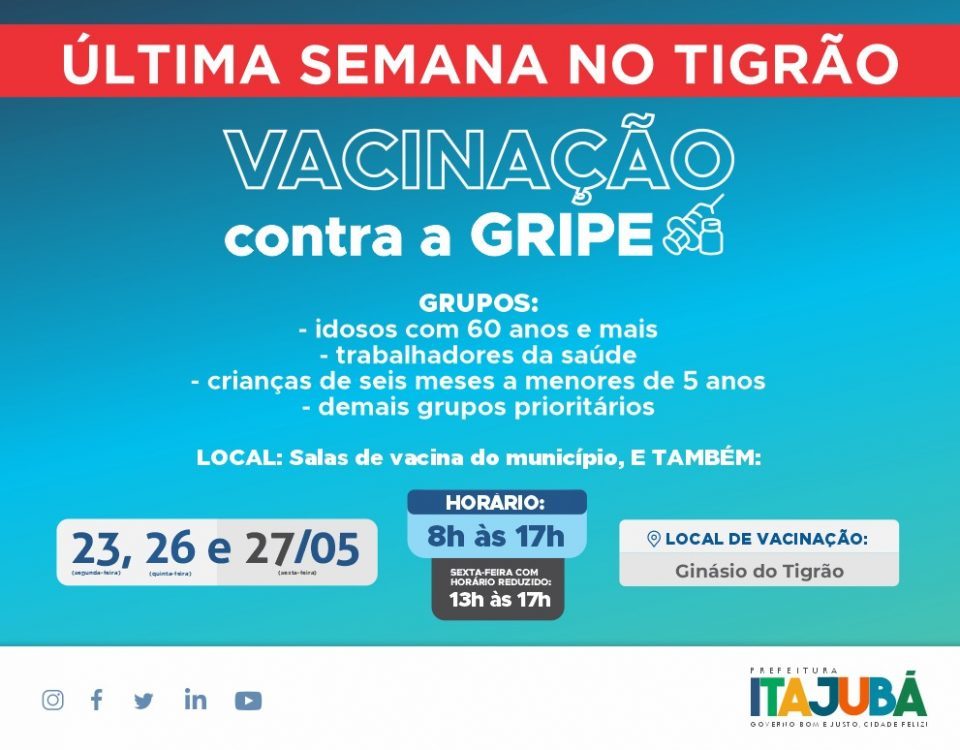 ÚLTIMA SEMANA NO TIGRÃO
VACINAÇÃO
contra a GRIPE
GRUPOS:
- idosos com 60 anos e mais
- trabalhadores da saúde
- crianças de seis meses a menores de 5 anos
- demais grupos prioritários
LOCAL: Salas de vacina do município, E TAMBÉM:
23, 26 e 27/05
(segunda-feira) (quinta-feira) (sexta-feira)
HORÁRIO:
8h às 17h
SEXTA-FEIRA COM
HORÁRIO REDUZIDO:
13h às 17h
LOCAL DE VACINAÇÃO:
Ginásio do Tigrão
PREFEITURA
ITAJUBÁ
GOVERNO BOM E JUSTO, CIDADE FELIZ!